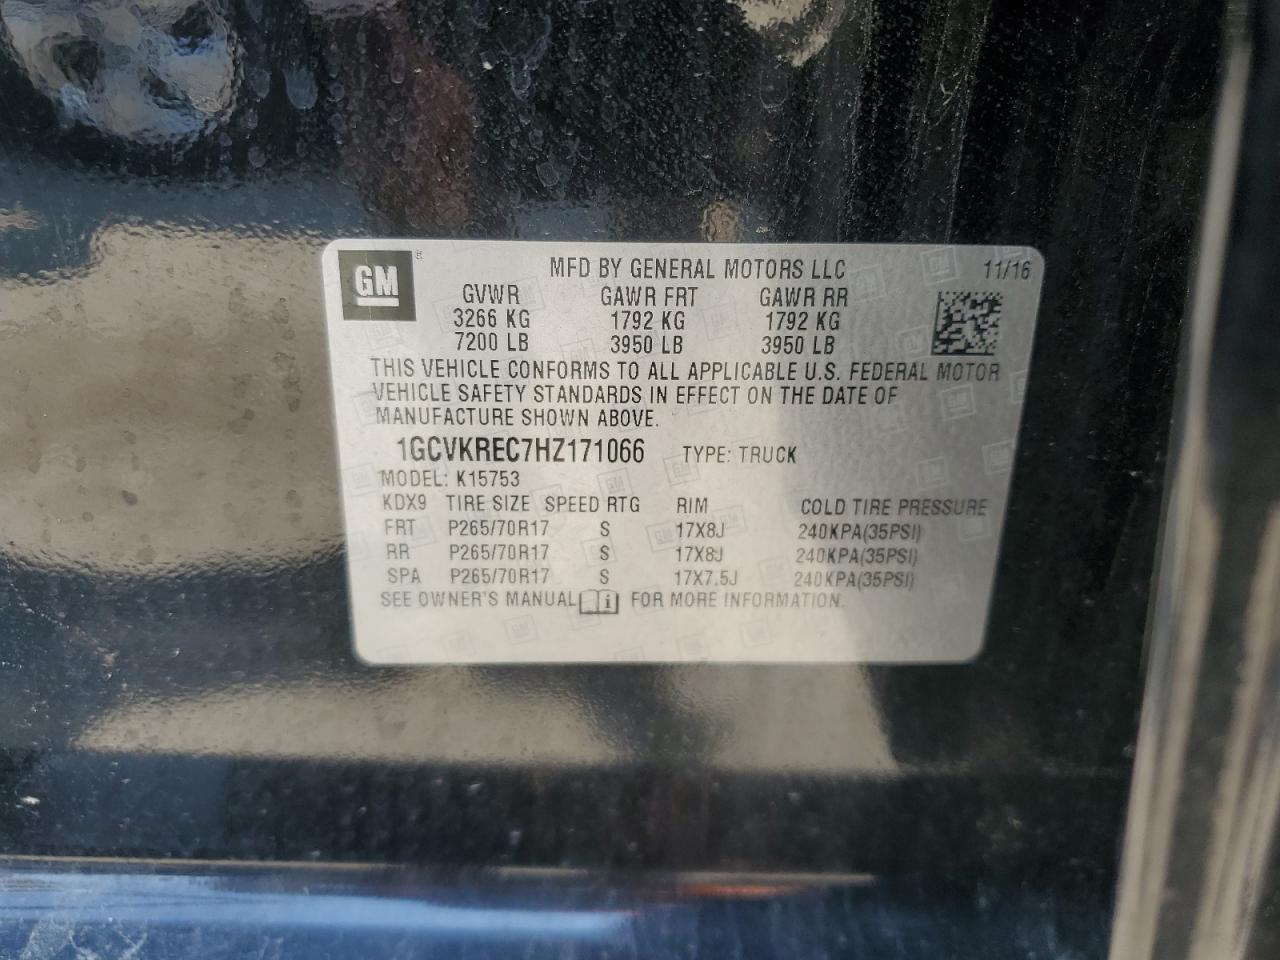 GM ® MFD BY GENERAL MOTORS LLC 11/16
GVWR GAWR FRT GAWR RR
3266 KG 1792 KG 1792 KG
7200 LB 3950 LB 3950 LB
THIS VEHICLE CONFORMS TO ALL APPLICABLE U.S. FEDERAL MOTOR
VEHICLE SAFETY STANDARDS IN EFFECT ON THE DATE OF
MANUFACTURE SHOWN ABOVE.
1GCVKREC7HZ171066 TYPE: TRUCK
MODEL: K15753
KDX9 TIRE SIZE SPEED RTG RIM COLD TIRE PRESSURE
FRT P265/70R17 S 17X8J 240KPA(35PSI)
RR P265/70R17 S 17X8J 240KPA(35PSI)
SPA P265/70R17 S 17X7.5J 240KPA(35PSI)
SEE OWNER'S MANUAL i FOR MORE INFORMATION.